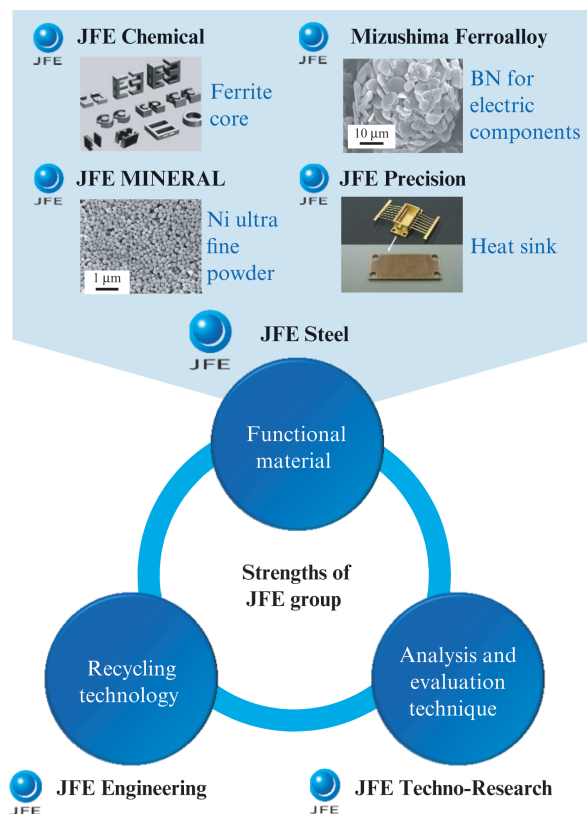 JFE
JFE Chemical
Ferrite
core
JFE
Mizushima Ferroalloy
10 μm
BN for
electric
components
JFE
JFE MINERAL
1 μm
Ni ultra
fine
powder
JFE
JFE Precision
Heat sink
JFE
JFE Steel
Functional
material
Strengths of
JFE group
Recycling
technology
Analysis and
evaluation
technique
JFE
JFE Engineering
JFE
JFE Techno-Research